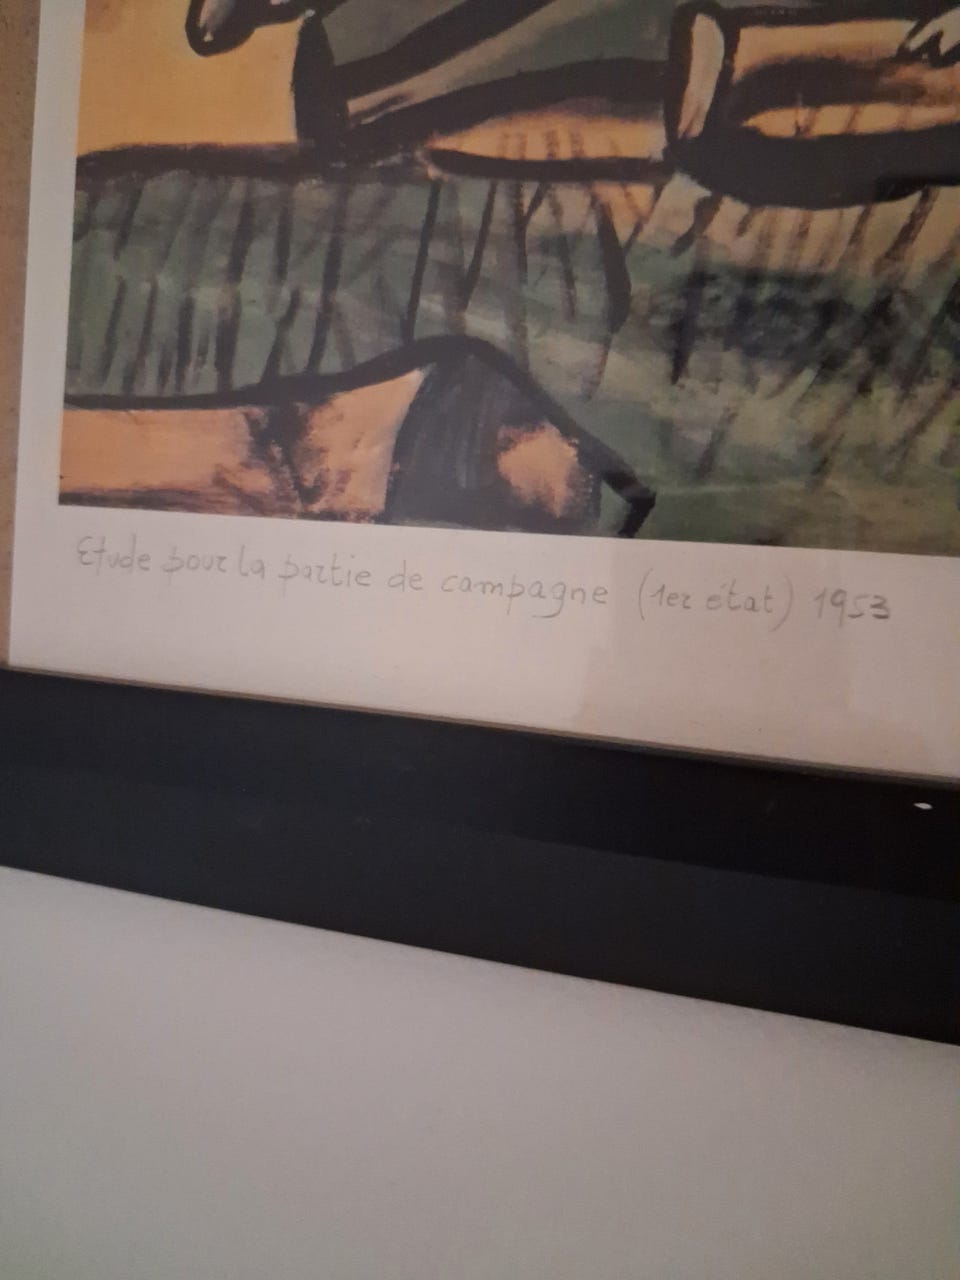 Etude pour la partie de campagne (1er état) 1953